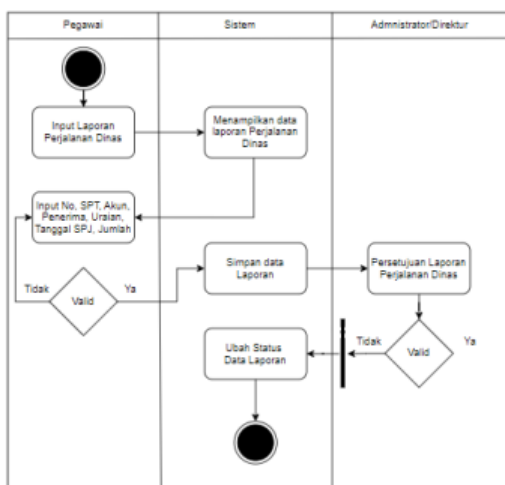 Pegawai
Sistem
Admnistrator/Direktur
Input Laporan
Perjalanan Dinas
Menampilkan data
laporan Perjalanan
Dinas
Input No, SPT, Akun,
Penerima, Uraian,
Tanggal SPJ, Jumlah
Simpan data
Laporan
Persetujuan Laporan
Perjalanan Dinas
Tidak
Valid
Ya
Ubah Status
Data Laporan
Tidak
Valid
Ya